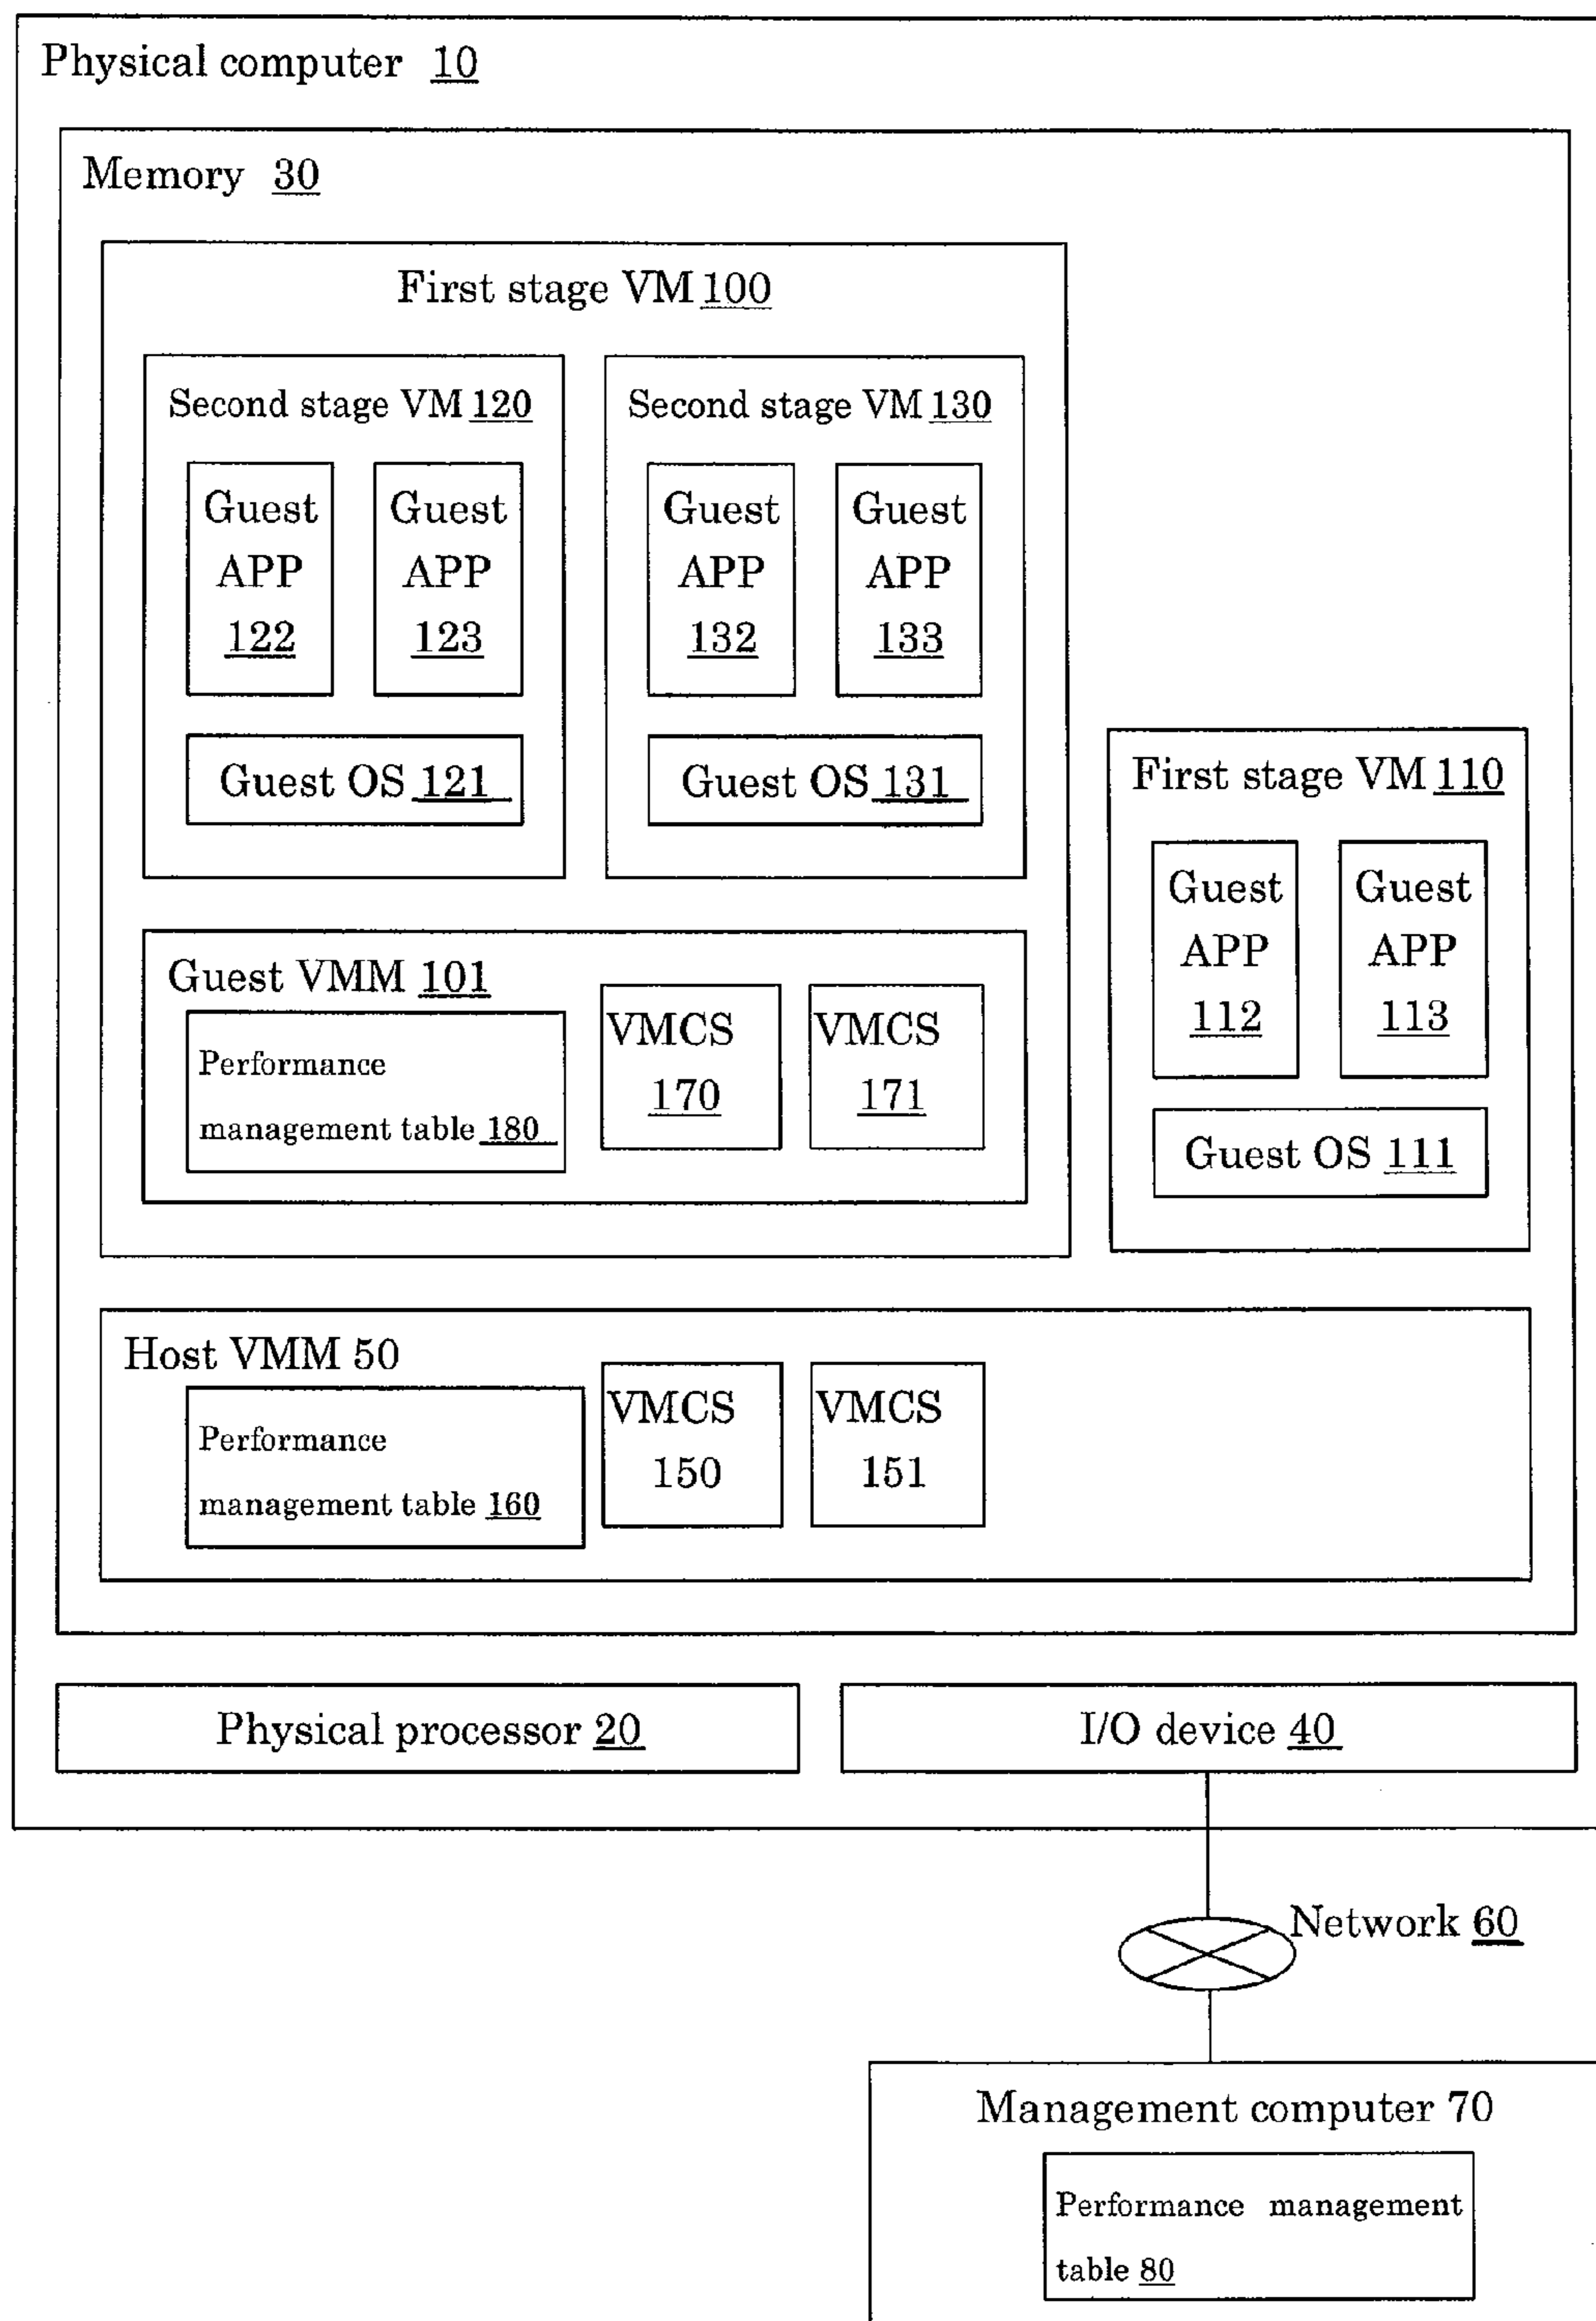 Physical computer 10
Memory 30
First stage VM 100
Second stage VM 120
Guest
APP
122
Guest
APP
123
Guest OS 121
Second stage VM 130
Guest
APP
132
Guest
APP
133
Guest OS 131
Guest VMM 101
Performance
management table 180
VMCS
170
VMCS
171
First stage VM 110
Guest
APP
112
Guest
APP
113
Guest OS 111
Host VMM 50
Performance
management table 160
VMCS
150
VMCS
151
Physical processor 20
I/O device 40
Network 60
Management computer 70
Performance management
table 80